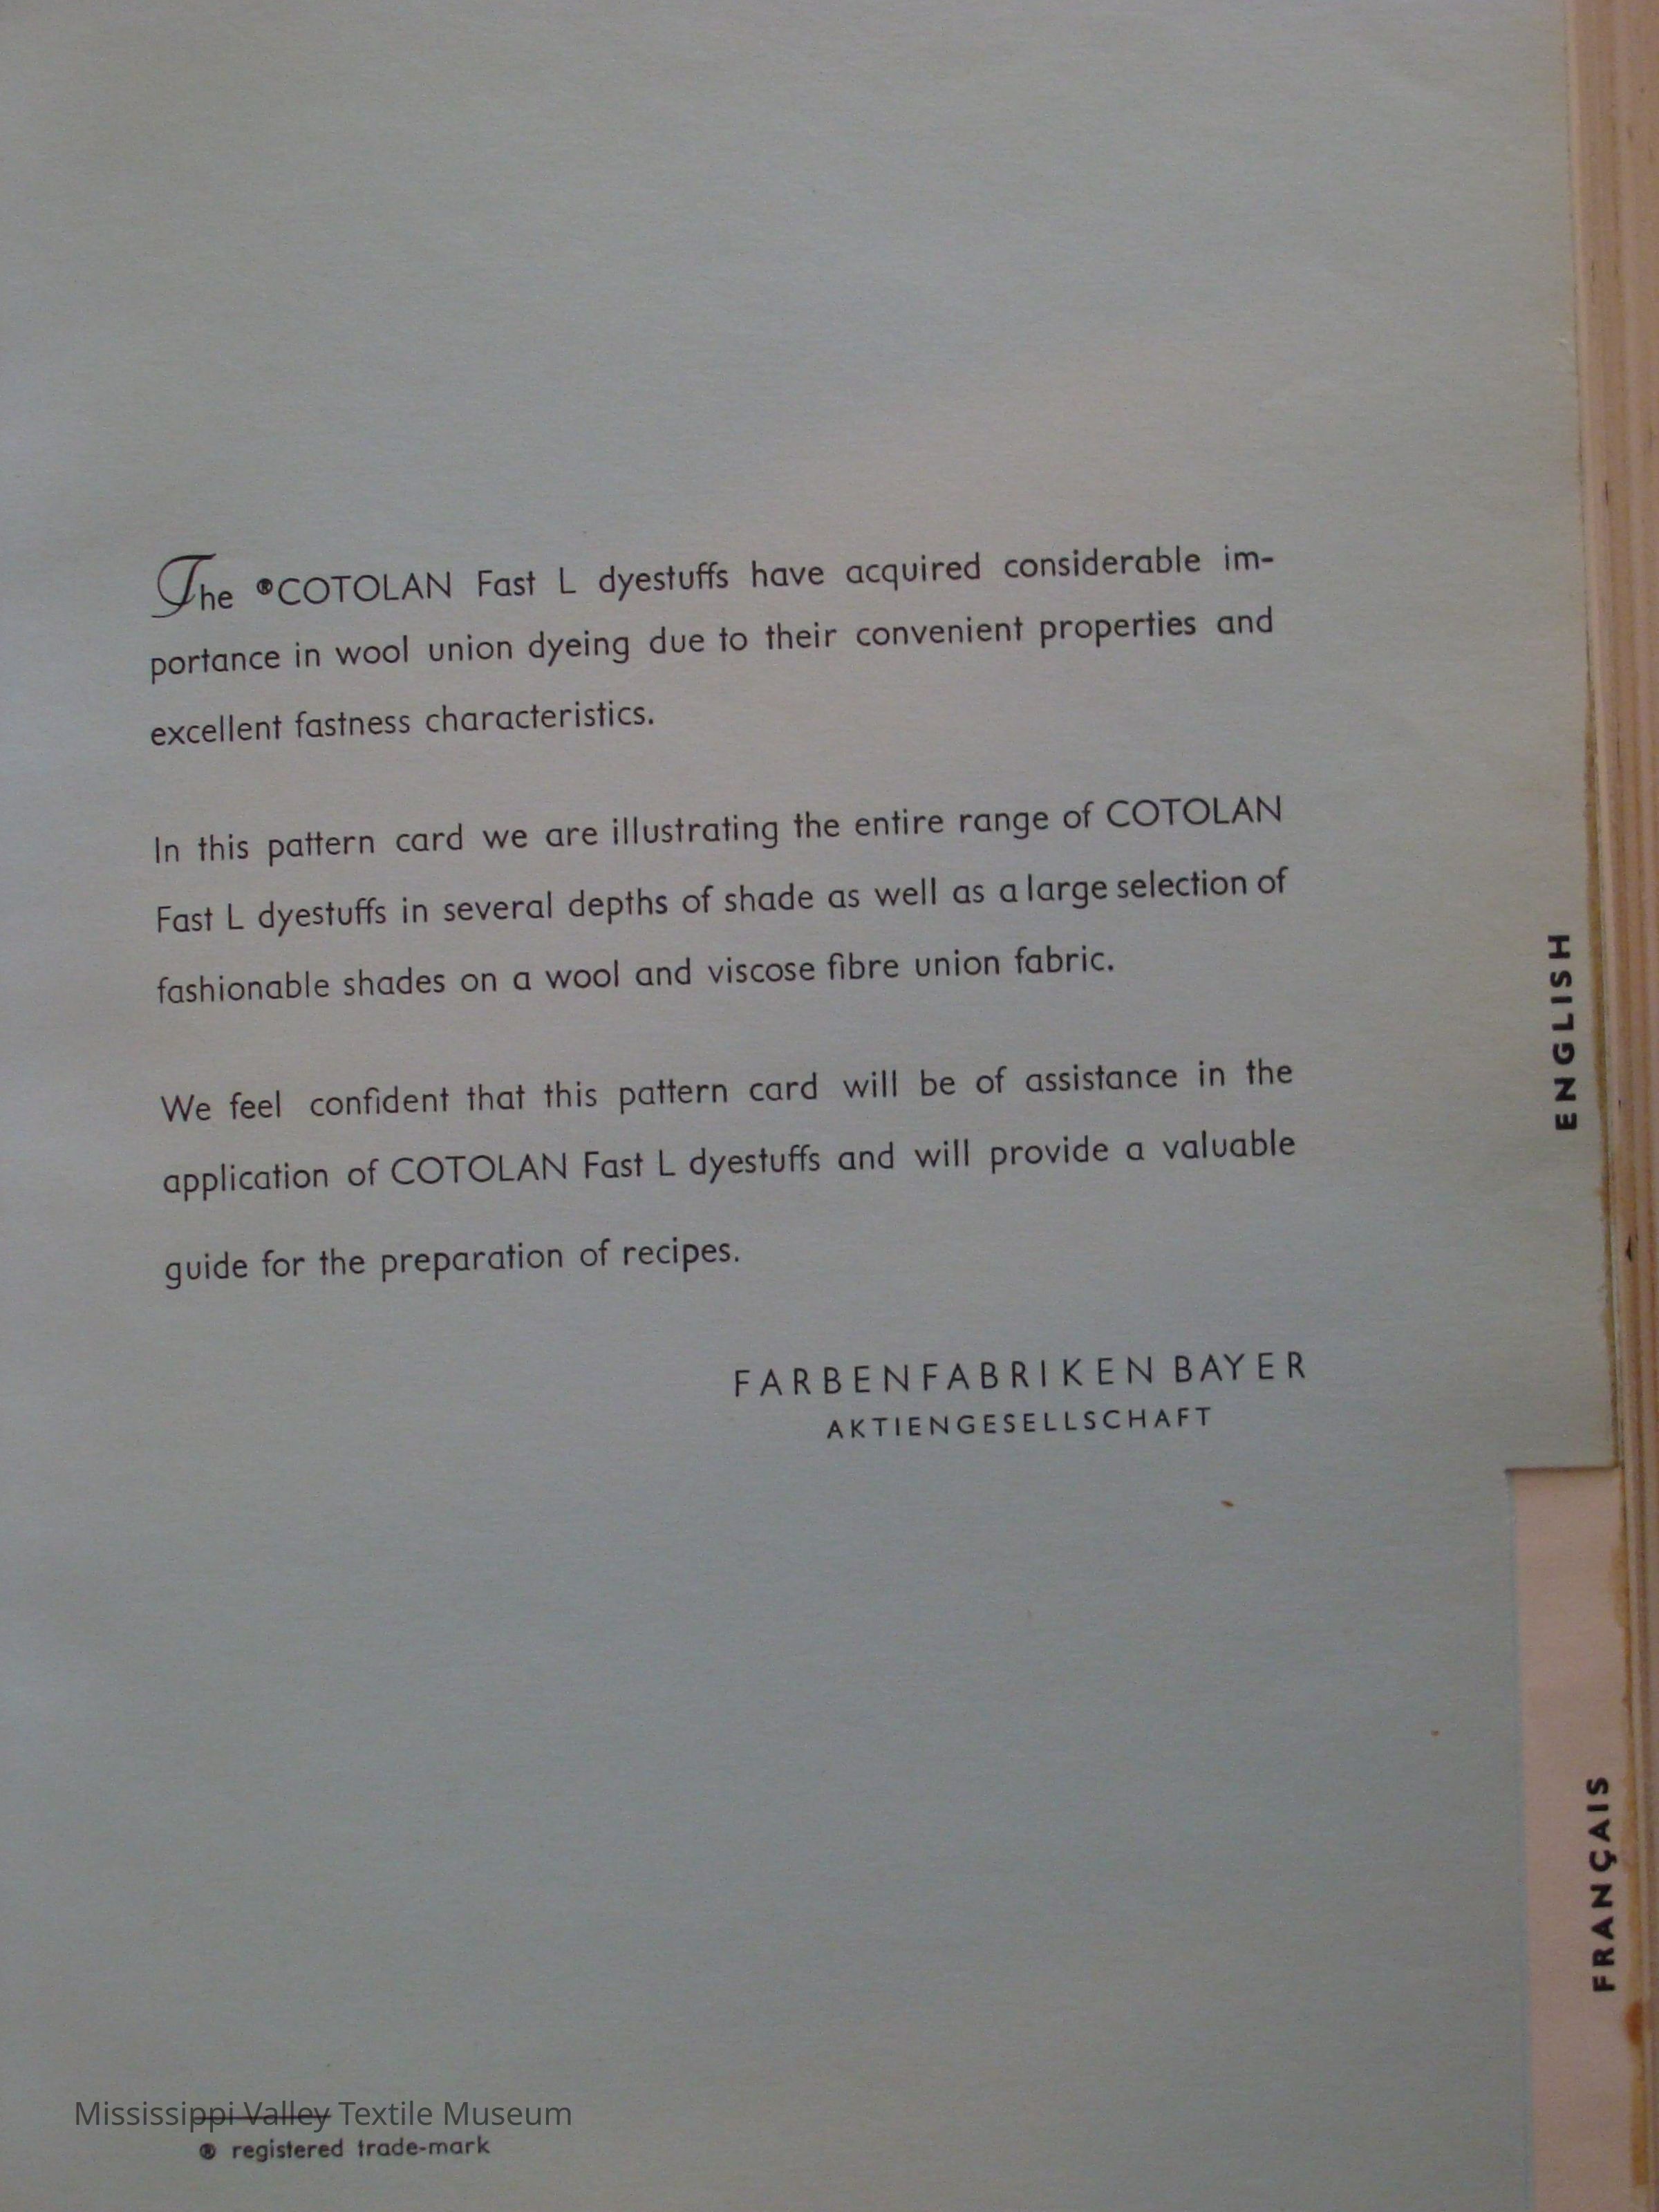 The ®COTOLAN Fast L dyestuffs have acquired considerable im-
portance in wool union dyeing due to their convenient properties and
excellent fastness characteristics.
In this pattern card we are illustrating the entire range of COTOLAN
Fast L dyestuffs in several depths of shade as well as a large selection of
fashionable shades on a wool and viscose fibre union fabric.
We feel confident that this pattern card will be of assistance in the
application of COTOLAN Fast L dyestuffs and will provide a valuable
guide for the preparation of recipes.
FARBENFABRIKEN BAYER
AKTIENGESELLSCHAFT
ENGLISH
FRANÇAIS
Mississippi Valley Textile Museum
® registered trade-mark